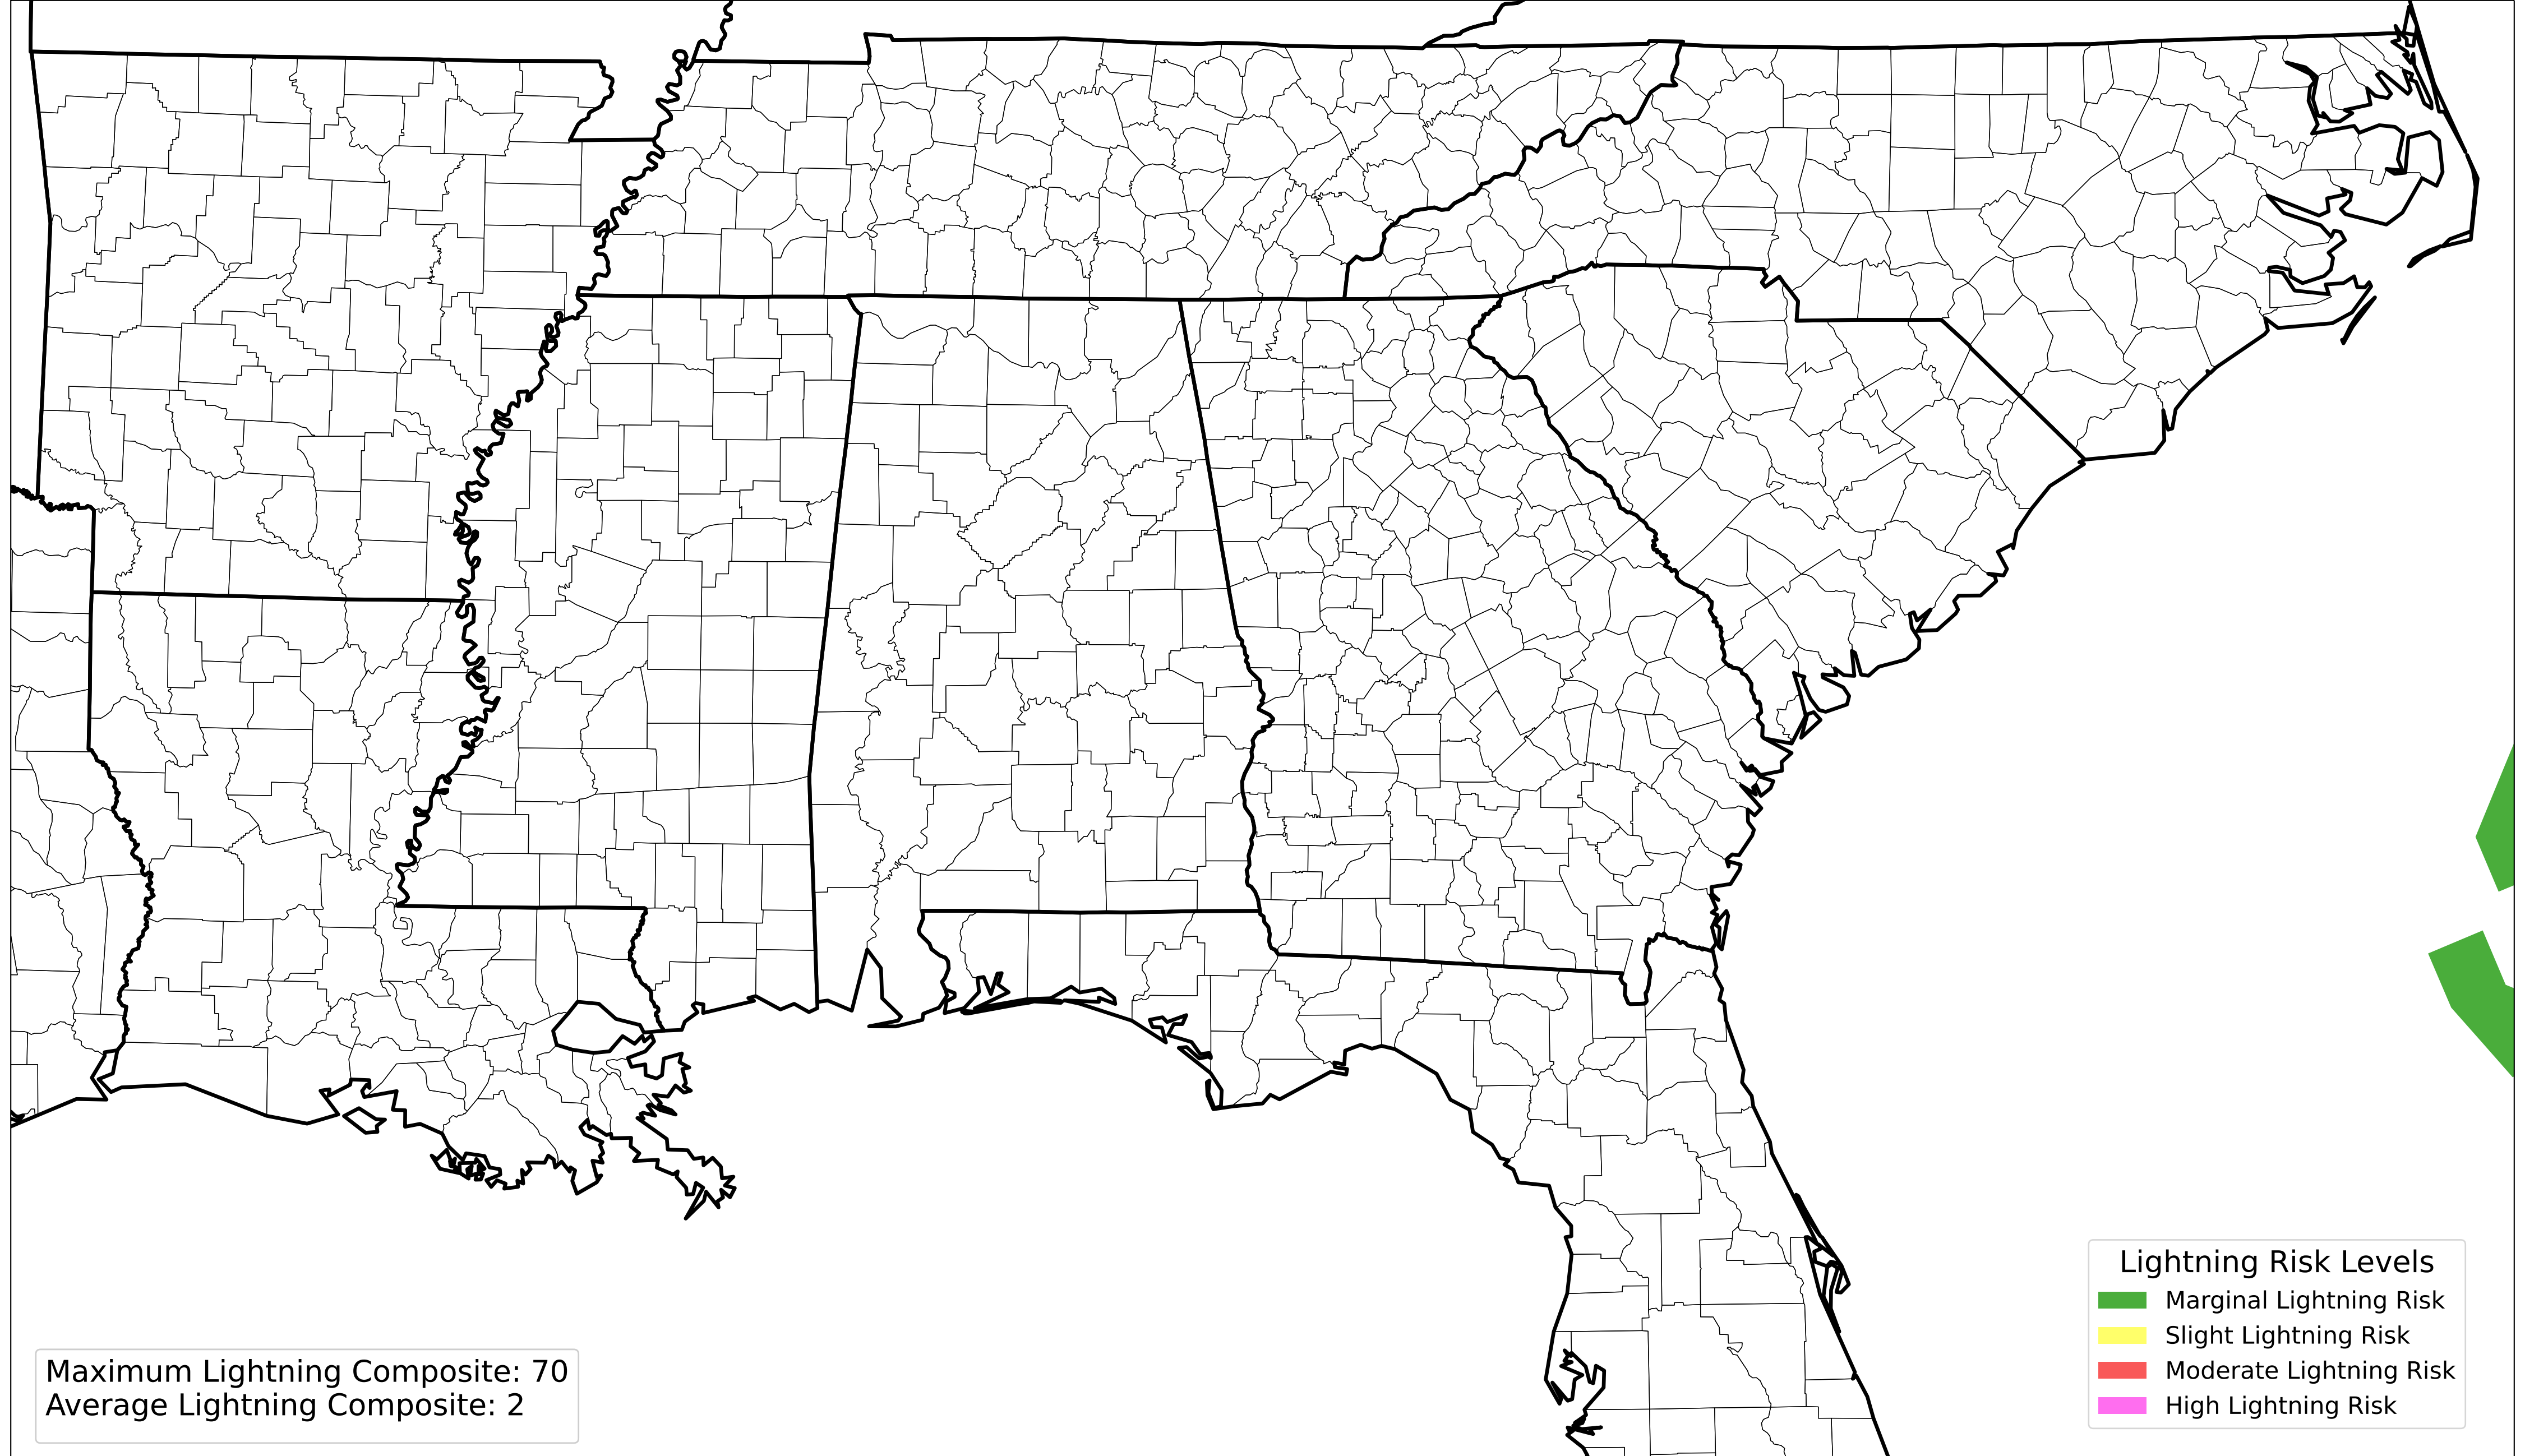 Maximum Lightning Composite: 70
Average Lightning Composite: 2
Lightning Risk Levels
Marginal Lightning Risk
Slight Lightning Risk
Moderate Lightning Risk
High Lightning Risk